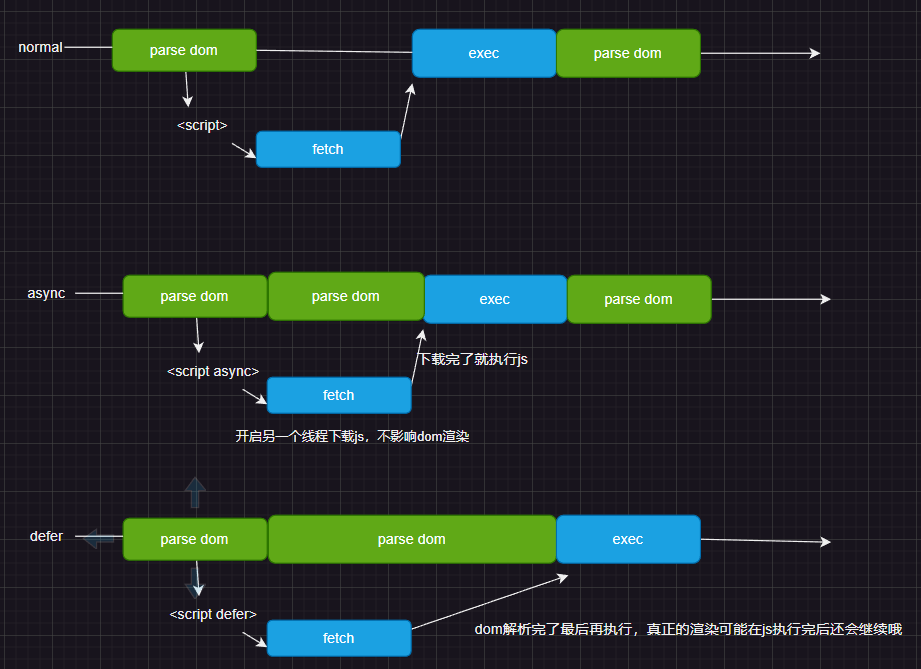 normal
parse dom
exec
parse dom
<script>
fetch
async
parse dom
parse dom
exec
parse dom
下载完了就执行js
<script async>
fetch
开启另一个线程下载js，不影响dom渲染
defer
parse dom
parse dom
exec
<script defer>
fetch
dom解析完了最后再执行，真正的渲染可能在js执行完后还会继续哦